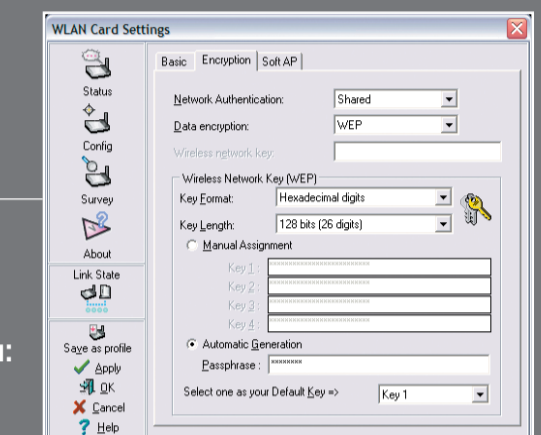 WLAN Card Settings
Status
Config
Survey
About
Link State
Save as profile
Apply
OK
Cancel
Help
Basic Encryption Soft AP
Network Authentication: Shared
Data encryption: WEP
Wireless network key:
Wireless Network Key (WEP)
Key Format: Hexadecimal digits
Key Length: 128 bits (26 digits)
Manual Assignment
Key 1 : **************************
Key 2 : **************************
Key 3 : **************************
Key 4 : **************************
Automatic Generation
Passphrase : ********
Select one as your Default Key => Key 1